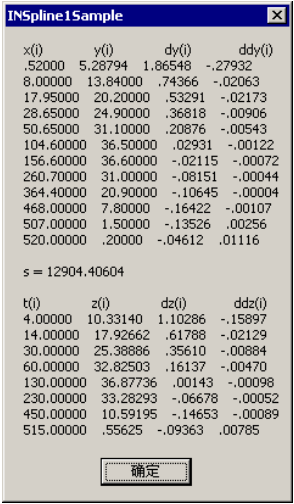 INSpline1Sample
x(i) y(i) dy(i) ddy(i)
.52000 5.28794 1.86548 -.27932
8.00000 13.84000 .74366 -.02063
17.95000 20.20000 .53291 -.02173
28.65000 24.90000 .36818 -.00906
50.65000 31.10000 .20876 -.00543
104.60000 36.50000 .02931 -.00122
156.60000 36.60000 -.02115 -.00072
260.70000 31.00000 -.08151 -.00044
364.40000 20.90000 -.10645 -.00004
468.00000 7.80000 -.16422 -.00107
507.00000 1.50000 -.13526 .00256
520.00000 .20000 -.04612 .01116
s = 12904.40604
t(i) z(i) dz(i) ddz(i)
4.00000 10.33140 1.10286 -.15897
14.00000 17.92662 .61788 -.02129
30.00000 25.38886 .35610 -.00884
60.00000 32.82503 .16137 -.00470
130.00000 36.87736 .00143 -.00098
230.00000 33.28293 -.06678 -.00052
450.00000 10.59195 -.14653 -.00089
515.00000 .55625 -.09363 .00785
确定